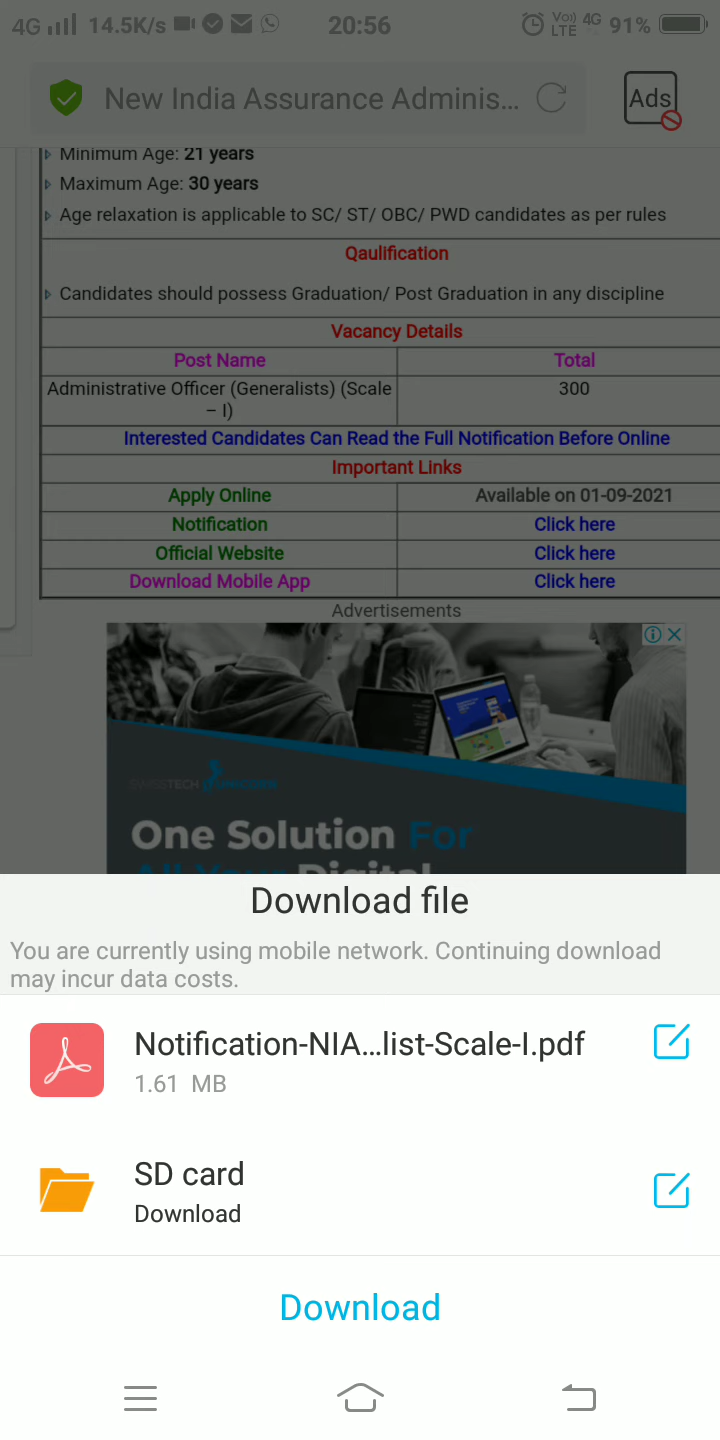 4G 14.5K/s 20:56 Vo)) LTE 4G 91%
New India Assurance Adminis... Ads
Minimum Age: 21 years
Maximum Age: 30 years
Age relaxation is applicable to SC/ ST/ OBC/ PWD candidates as per rules
Qaulification
Candidates should possess Graduation/ Post Graduation in any discipline
Vacancy Details
Post Name Total
Administrative Officer (Generalists) (Scale 300
– I)
Interested Candidates Can Read the Full Notification Before Online
Important Links
Apply Online Available on 01-09-2021
Notification Click here
Official Website Click here
Download Mobile App Click here
Advertisements
One Solution For
All Your Digital
Download file
You are currently using mobile network. Continuing download
may incur data costs.
Notification-NIA...list-Scale-I.pdf
1.61 MB
SD card
Download
Download